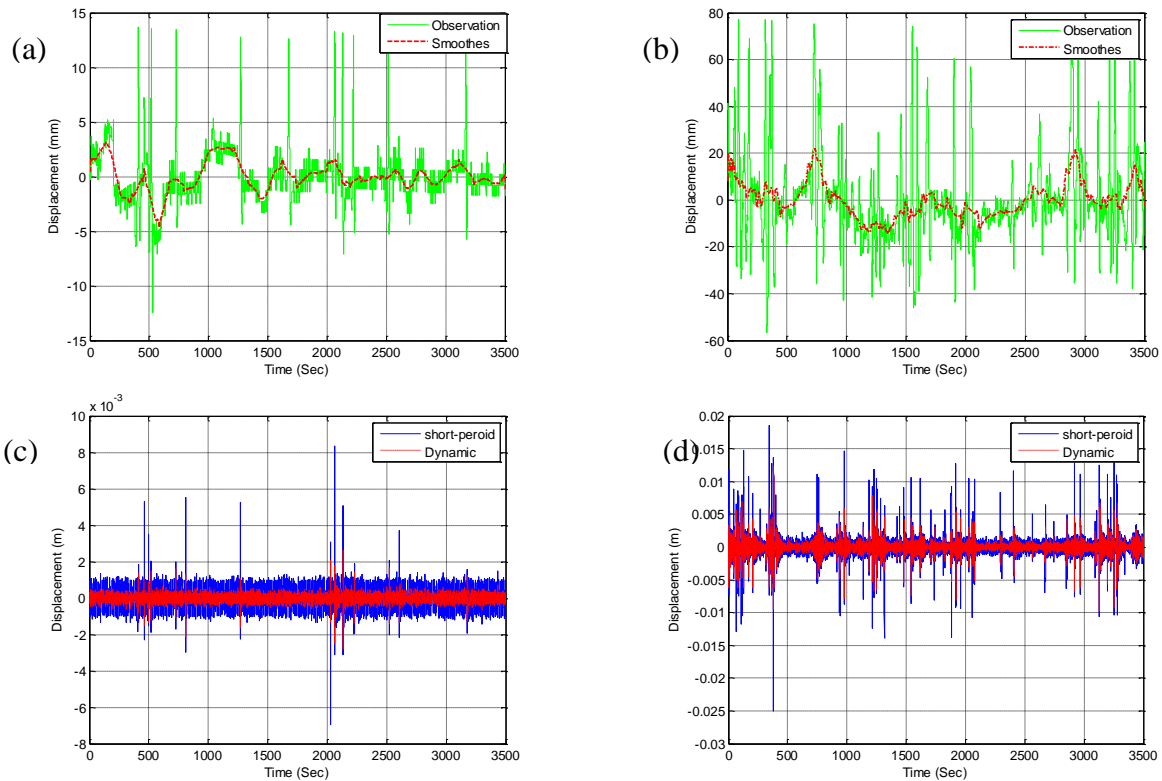 (a)
Observation
Smoothes
Displacement (mm)
15
10
5
0
-5
-10
-15
0 500 1000 1500 2000 2500 3000 3500
Time (Sec)
(b)
Observation
Smoothes
Displacement (mm)
80
60
40
20
0
-20
-40
-60
0 500 1000 1500 2000 2500 3000 3500
Time (Sec)
(c)
x 10 -3
short-peroid
Dynamic
Displacement (m)
10
8
6
4
2
0
-2
-4
-6
-8
0 500 1000 1500 2000 2500 3000 3500
Time (Sec)
(d)
short-peroid
Dynamic
Displacement (m)
0.02
0.015
0.01
0.005
0
-0.005
-0.01
-0.015
-0.02
-0.025
-0.03
0 500 1000 1500 2000 2500 3000 3500
Time (Sec)